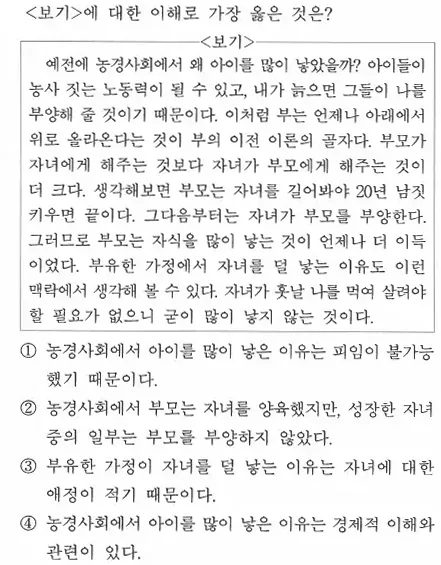 <보기>에 대한 이해로 가장 옳은 것은?
<보기>
예전에 농경사회에서 왜 아이를 많이 낳았을까? 아이들이
농사 짓는 노동력이 될 수 있고, 내가 늙으면 그들이 나를
부양해 줄 것이기 때문이다. 이처럼 부는 언제나 아래에서
위로 올라온다는 것이 부의 이전 이론의 골자다. 부모가
자녀에게 해주는 것보다 자녀가 부모에게 해주는 것이
더 크다. 생각해보면 부모는 자녀를 길어봐야 20년 남짓
키우면 끝이다. 그다음부터는 자녀가 부모를 부양한다.
그러므로 부모는 자식을 많이 낳는 것이 언제나 더 이득
이었다. 부유한 가정에서 자녀를 덜 낳는 이유도 이런
맥락에서 생각해 볼 수 있다. 자녀가 훗날 나를 먹여 살려야
할 필요가 없으니 굳이 많이 낳지 않는 것이다.
① 농경사회에서 아이를 많이 낳은 이유는 피임이 불가능
했기 때문이다.
② 농경사회에서 부모는 자녀를 양육했지만, 성장한 자녀
중의 일부는 부모를 부양하지 않았다.
③ 부유한 가정이 자녀를 덜 낳는 이유는 자녀에 대한
애정이 적기 때문이다.
④ 농경사회에서 아이를 많이 낳은 이유는 경제적 이해와
관련이 있다.